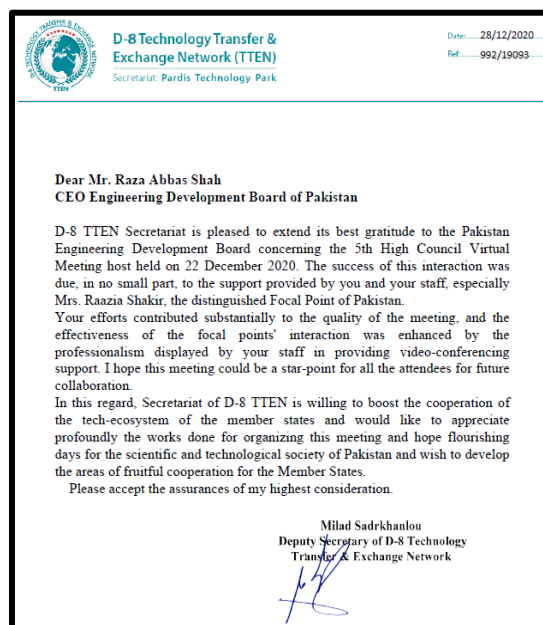 D-8 TECHNOLOGY TRANSFER & EXCHANGE NETWORK
TTEN
D-8 Technology Transfer &
Exchange Network (TTEN)
Secretariat: Pardis Technology Park
Date: 28/12/2020
Ref: 992/19093
Dear Mr. Raza Abbas Shah
CEO Engineering Development Board of Pakistan
D-8 TTEN Secretariat is pleased to extend its best gratitude to the Pakistan
Engineering Development Board concerning the 5th High Council Virtual
Meeting host held on 22 December 2020. The success of this interaction was
due, in no small part, to the support provided by you and your staff, especially
Mrs. Raazia Shakir, the distinguished Focal Point of Pakistan.
Your efforts contributed substantially to the quality of the meeting, and the
effectiveness of the focal points' interaction was enhanced by the
professionalism displayed by your staff in providing video-conferencing
support. I hope this meeting could be a star-point for all the attendees for future
collaboration.
In this regard, Secretariat of D-8 TTEN is willing to boost the cooperation of
the tech-ecosystem of the member states and would like to appreciate
profoundly the works done for organizing this meeting and hope flourishing
days for the scientific and technological society of Pakistan and wish to develop
the areas of fruitful cooperation for the Member States.
Please accept the assurances of my highest consideration.
Milad Sadrkhanlou
Deputy Secretary of D-8 Technology
Transfer & Exchange Network